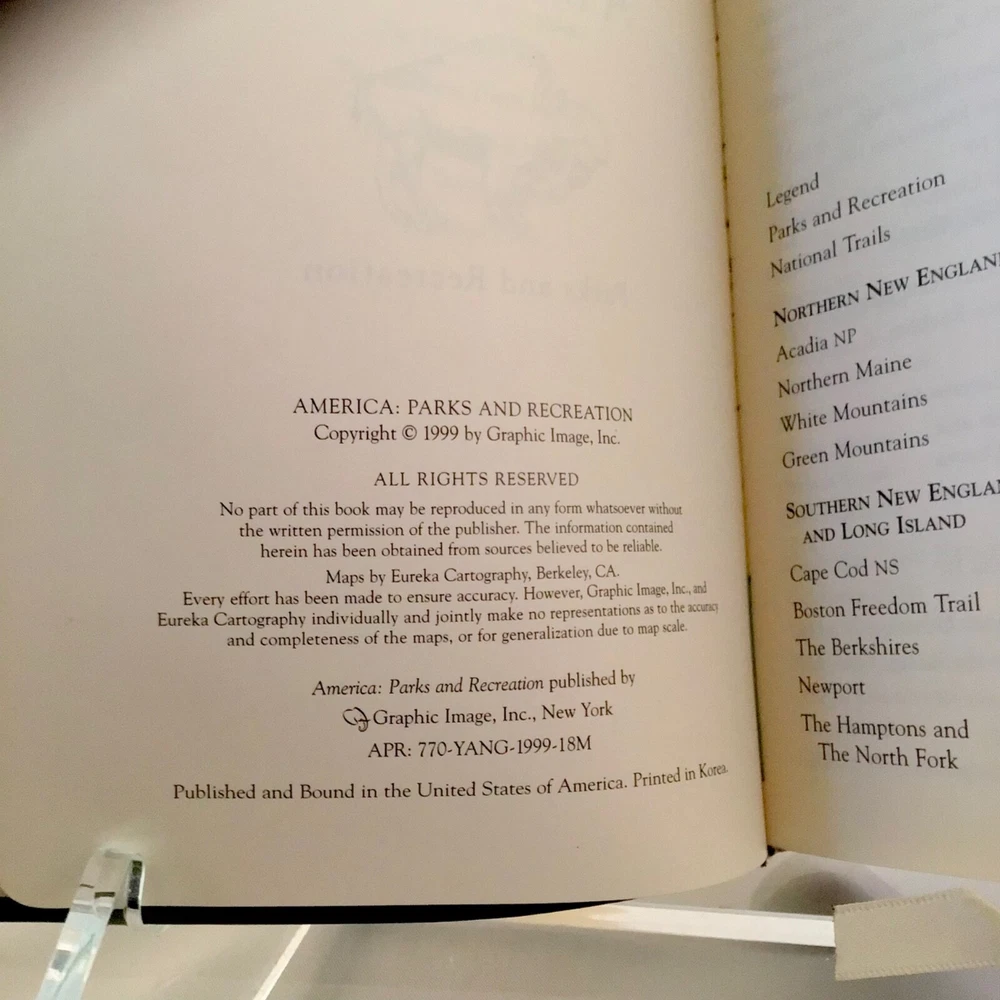 AMERICA: PARKS AND RECREATION
Copyright © 1999 by Graphic Image, Inc.
ALL RIGHTS RESERVED
No part of this book may be reproduced in any form whatsoever without
the written permission of the publisher. The information contained
herein has been obtained from sources believed to be reliable.
Maps by Eureka Cartography, Berkeley, CA.
Every effort has been made to ensure accuracy. However, Graphic Image, Inc., and
Eureka Cartography individually and jointly make no representations as to the accuracy
and completeness of the maps, or for generalization due to map scale.
America: Parks and Recreation published by
Graphic Image, Inc., New York
APR: 770-YANG-1999-18M
Published and Bound in the United States of America. Printed in Korea.
Legend
Parks and Recreation
National Trails
NORTHERN NEW ENGLAND
Acadia NP
Northern Maine
White Mountains
Green Mountains
SOUTHERN NEW ENGLAN
AND LONG ISLAND
Cape Cod NS
Boston Freedom Trail
The Berkshires
Newport
The Hamptons and
The North Fork